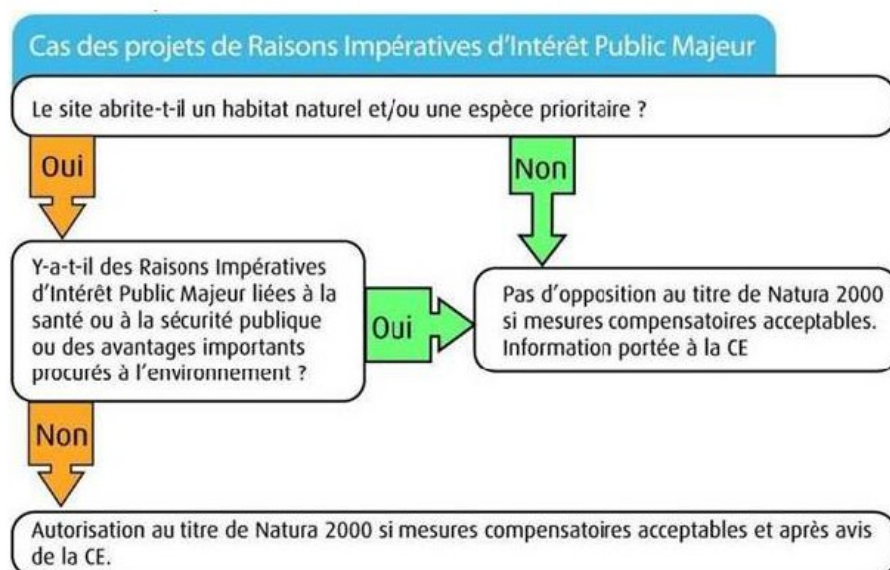 Cas des projets de Raisons Impératives d'Intérêt Public Majeur
Le site abrite-t-il un habitat naturel et/ou une espèce prioritaire ?
Oui
Non
Y-a-t-il des Raisons Impératives
d'Intérêt Public Majeur liées à la
santé ou à la sécurité publique
ou des avantages importants
procurés à l'environnement ?
Oui
Pas d'opposition au titre de Natura 2000
si mesures compensatoires acceptables.
Information portée à la CE
Non
Autorisation au titre de Natura 2000 si mesures compensatoires acceptables et après avis
de la CE.